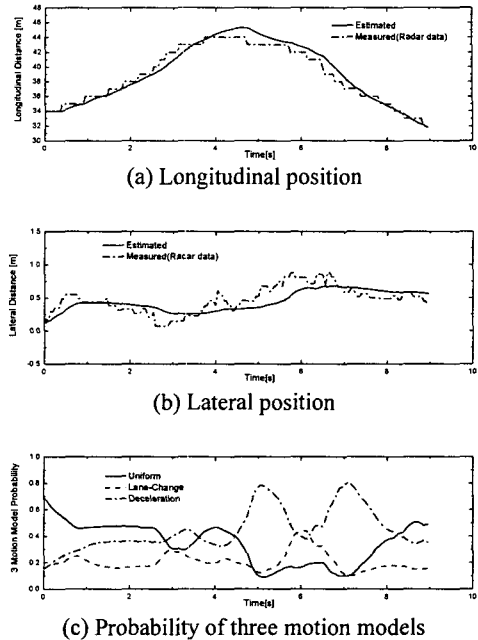 Longitudinal Distance [m]
48
46
44
42
40
38
36
34
32
30
Estimated
Measured(Radar data)
0
2
4
6
8
10
Time[s]
(a) Longitudinal position
Lateral Distance [m]
1.5
1.0
0.5
0.0
-0.5
Estimated
Measured(Racar data)
0
2
4
6
8
10
Time[s]
(b) Lateral position
3 Motion Model Probability
1.0
0.8
0.6
0.4
0.2
0.0
Uniform
Lane-Change
Deceleration
0
2
4
6
8
10
Time[s]
(c) Probability of three motion models